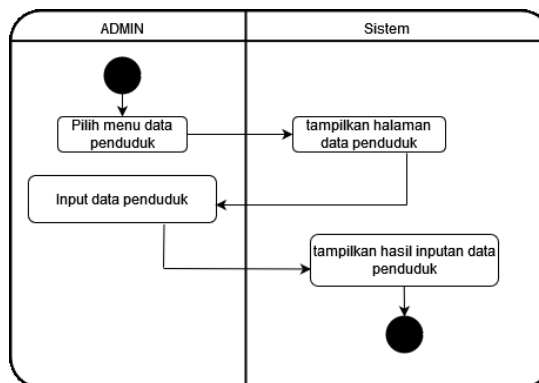 ADMIN
Sistem
Pilih menu data
penduduk
tampilkan halaman
data penduduk
Input data penduduk
tampilkan hasil inputan data
penduduk